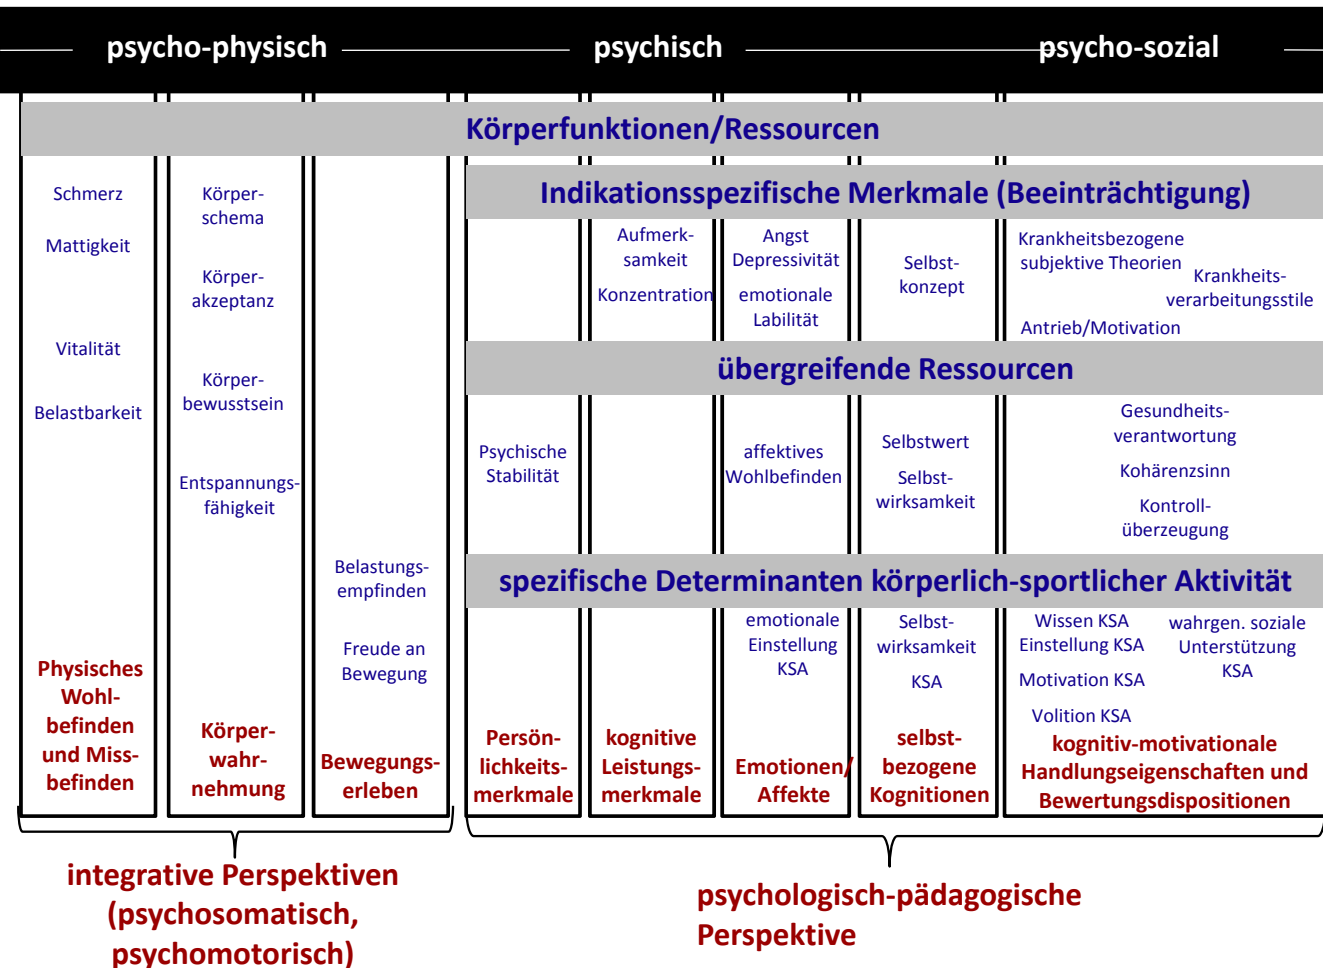 psycho-physisch
psychisch
psycho-sozial
Körperfunktionen/Ressourcen
Schmerz
Mattigkeit
Vitalität
Belastbarkeit
Physisches
Wohl-
befinden
und Miss-
befinden
Körper-
schema
Körper-
akzeptanz
Körper-
bewusstsein
Entspannungs-
fähigkeit
Körper-
wahr-
nehmung
Belastungs-
empfinden
Freude an
Bewegung
Bewegungs-
erleben
Indikationsspezifische Merkmale (Beeinträchtigung)
Aufmerk-
samkeit
Konzentration
Angst
Depressivität
emotionale
Labilität
Selbst-
konzept
Krankheitsbezogene
subjektive Theorien
Krankheits-
verarbeitungsstile
Antrieb/Motivation
übergreifende Ressourcen
Psychische
Stabilität
affektives
Wohlbefinden
Selbstwert
Selbst-
wirksamkeit
Gesundheits-
verantwortung
Kohärenzsinn
Kontroll-
überzeugung
spezifische Determinanten körperlich-sportlicher Aktivität
emotionale
Einstellung
KSA
Selbst-
wirksamkeit
KSA
Wissen KSA
Einstellung KSA
Motivation KSA
Volition KSA
wahrgen. soziale
Unterstützung
KSA
Persön-
lichkeits-
merkmale
kognitive
Leistungs-
merkmale
Emotionen/
Affekte
selbst-
bezogene
Kognitionen
kognitiv-motivationale
Handlungseigenschaften und
Bewertungsdispositionen
integrative Perspektiven
(psychosomatisch,
psychomotorisch)
psychologisch-pädagogische
Perspektive